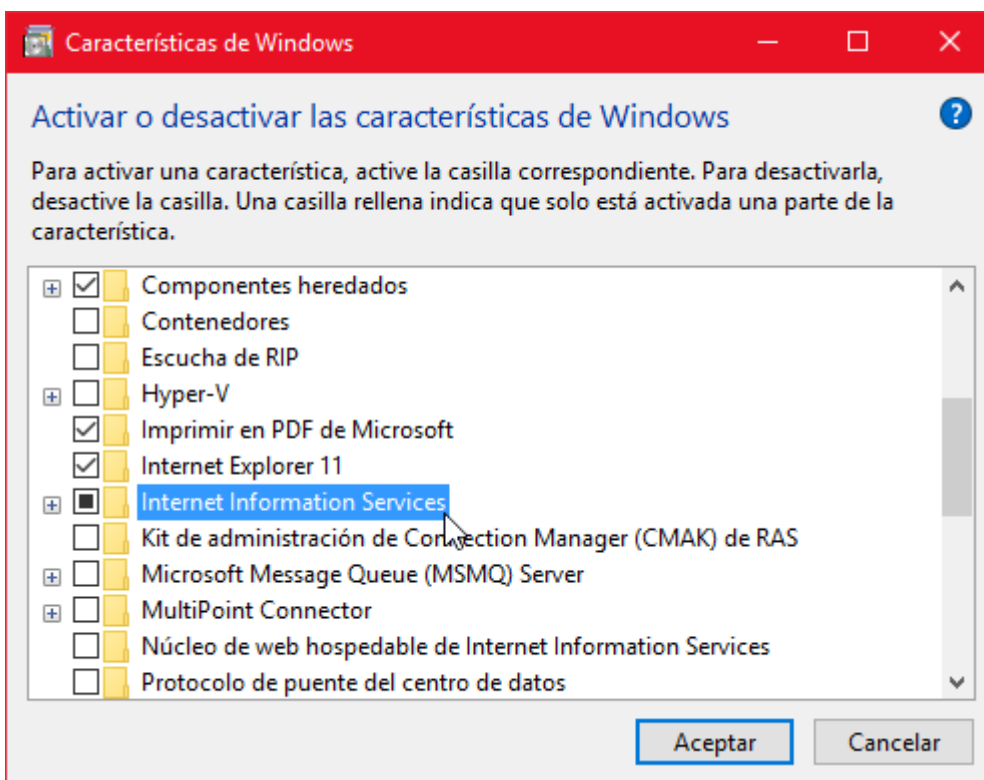 Características de Windows
Activar o desactivar las características de Windows
Para activar una característica, active la casilla correspondiente. Para desactivarla,
desactive la casilla. Una casilla rellena indica que solo está activada una parte de la
característica.
Componentes heredados
Contenedores
Escucha de RIP
Hyper-V
Imprimir en PDF de Microsoft
Internet Explorer 11
Internet Information Services
Kit de administración de Connection Manager (CMAK) de RAS
Microsoft Message Queue (MSMQ) Server
MultiPoint Connector
Núcleo de web hospedable de Internet Information Services
Protocolo de puente del centro de datos
Aceptar
Cancelar